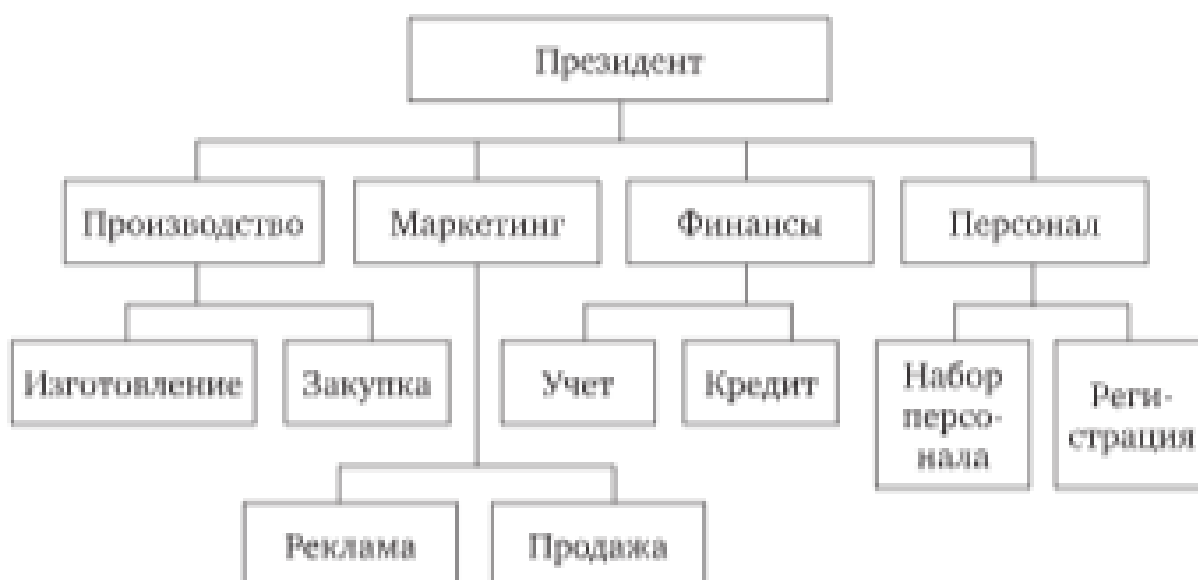 Президент
Производство
Маркетинг
Финансы
Персонал
Изготовление
Закупка
Учет
Кредит
Набор
персо-
нала
Реги-
страция
Реклама
Продажа